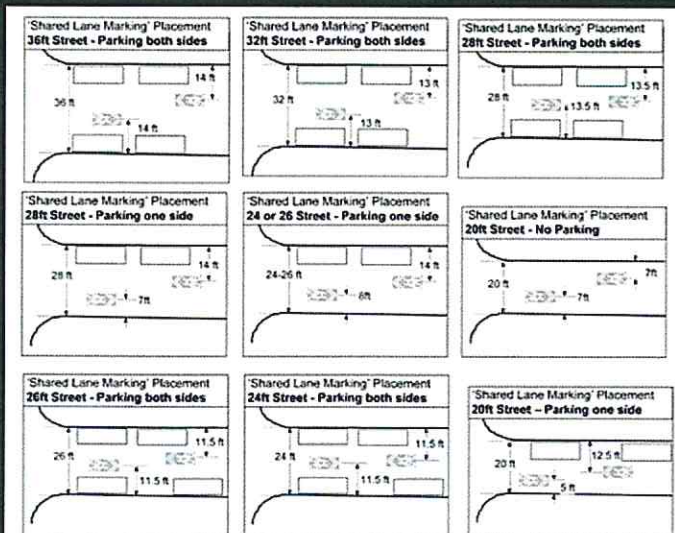 'Shared Lane Marking' Placement
36ft Street - Parking both sides
14 ft
36 ft
14 ft
'Shared Lane Marking' Placement
32ft Street - Parking both sides
13 ft
32 ft
13 ft
'Shared Lane Marking' Placement
28ft Street - Parking both sides
13.5 ft
28 ft
13.5 ft
'Shared Lane Marking' Placement
28ft Street - Parking one side
14 ft
28 ft
7ft
'Shared Lane Marking' Placement
24 or 26 Street - Parking one side
14 ft
24-26 ft
6ft
'Shared Lane Marking' Placement
20ft Street - No Parking
7ft
20 ft
7ft
'Shared Lane Marking' Placement
26ft Street - Parking both sides
11.5 ft
26 ft
11.5 ft
'Shared Lane Marking' Placement
24ft Street - Parking both sides
11.5 ft
24 ft
11.5 ft
'Shared Lane Marking' Placement
20ft Street – Parking one side
12.5 ft
20 ft
5 ft